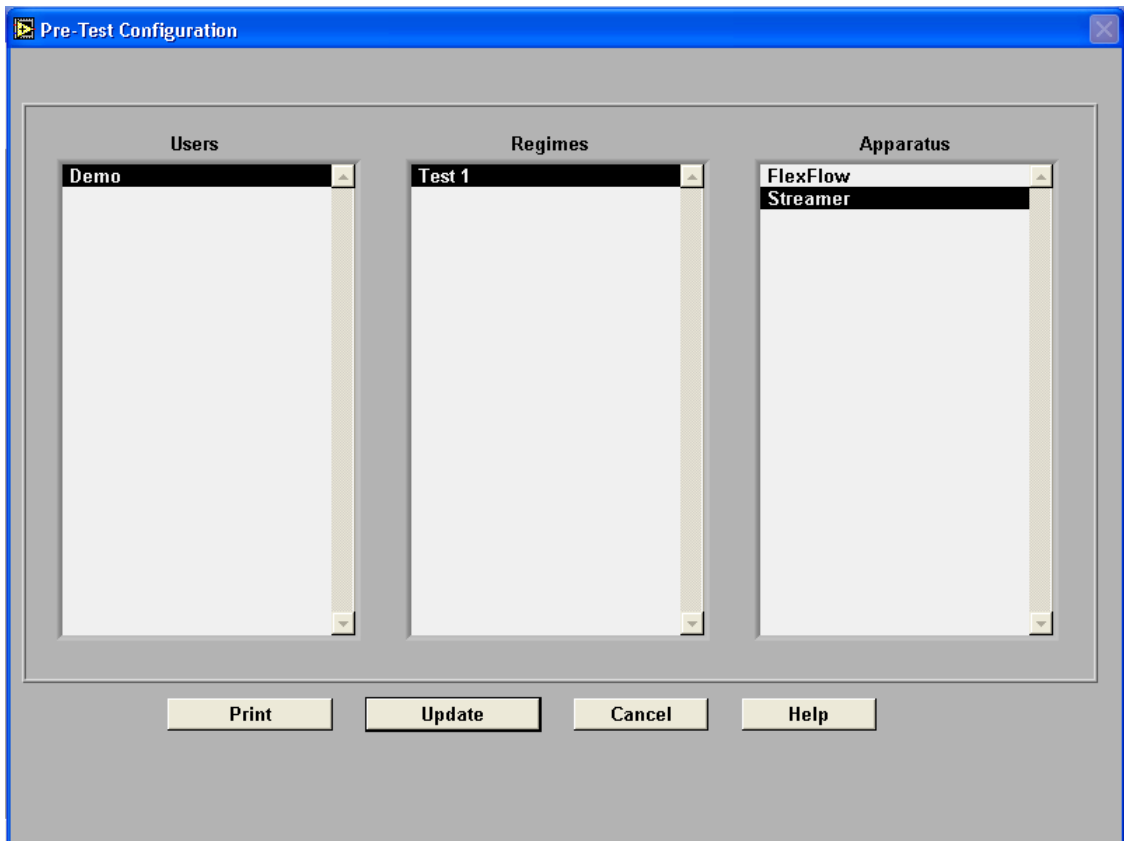 Pre-Test Configuration
Users
Regimes
Apparatus
Demo
Test 1
FlexFlow
Streamer
Print
Update
Cancel
Help